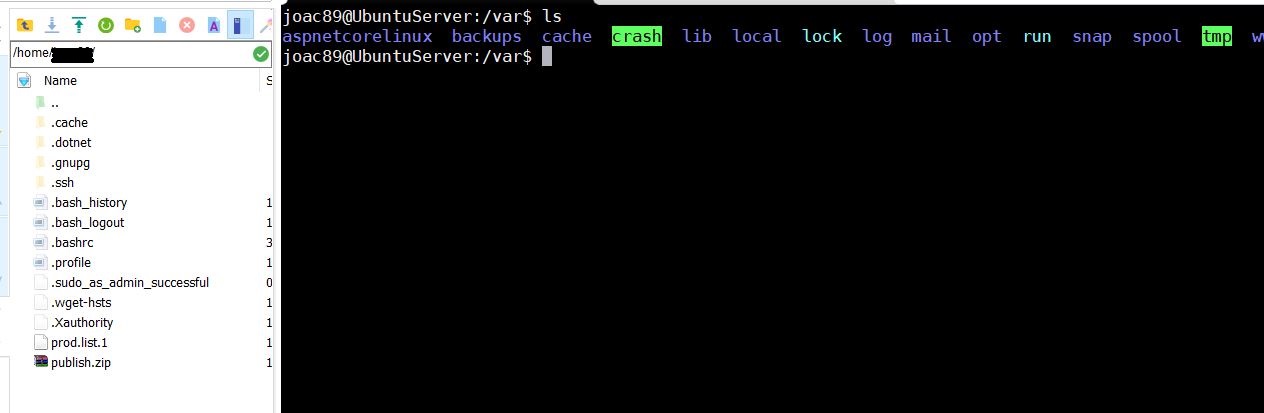 /home/
Name
S
..
.cache
.dotnet
.gnupg
.ssh
.bash_history 1
.bash_logout 1
.bashrc 3
.profile 1
.sudo_as_admin_successful 0
.wget-hsts 1
.Xauthority 1
prod.list.1 1
publish.zip 1
joac89@UbuntuServer:/var$ ls
aspnetcorelinux backups cache crash lib local lock log mail opt run snap spool tmp
joac89@UbuntuServer:/var$